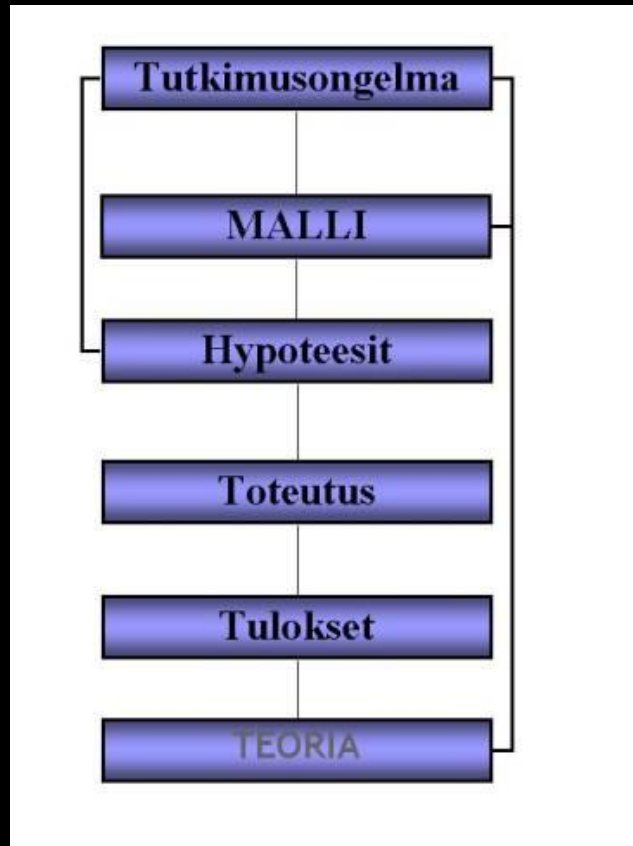 Tutkimusongelma
MALLI
Hypoteesit
Toteutus
Tulokset
TEORIA